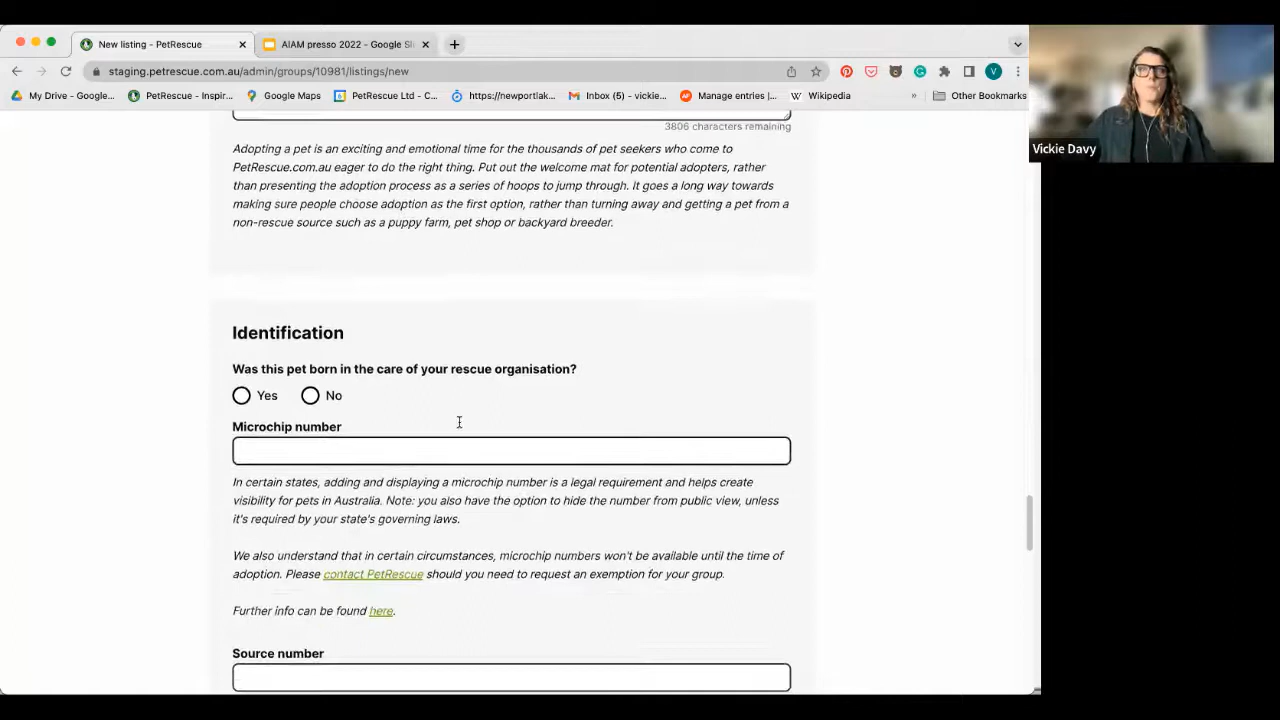 New listing - PetRescue
AIAM presso 2022 - Google Sl
staging.petrescue.com.au/admin/groups/10981/listings/new
V
My Drive - Google...
PetRescue - Inspir...
Google Maps
PetRescue Ltd - C...
https://newportlak...
Inbox (5) - vickie...
Manage entries |...
Wikipedia
»
Other Bookmarks
Vickie Davy
3806 characters remaining
Adopting a pet is an exciting and emotional time for the thousands of pet seekers who come to
PetRescue.com.au eager to do the right thing. Put out the welcome mat for potential adopters, rather
than presenting the adoption process as a series of hoops to jump through. It goes a long way towards
making sure people choose adoption as the first option, rather than turning away and getting a pet from a
non-rescue source such as a puppy farm, pet shop or backyard breeder.
Identification
Was this pet born in the care of your rescue organisation?
Yes No
Microchip number
In certain states, adding and displaying a microchip number is a legal requirement and helps create
visibility for pets in Australia. Note: you also have the option to hide the number from public view, unless
it's required by your state's governing laws.
We also understand that in certain circumstances, microchip numbers won't be available until the time of
adoption. Please contact PetRescue should you need to request an exemption for your group.
Further info can be found here.
Source number